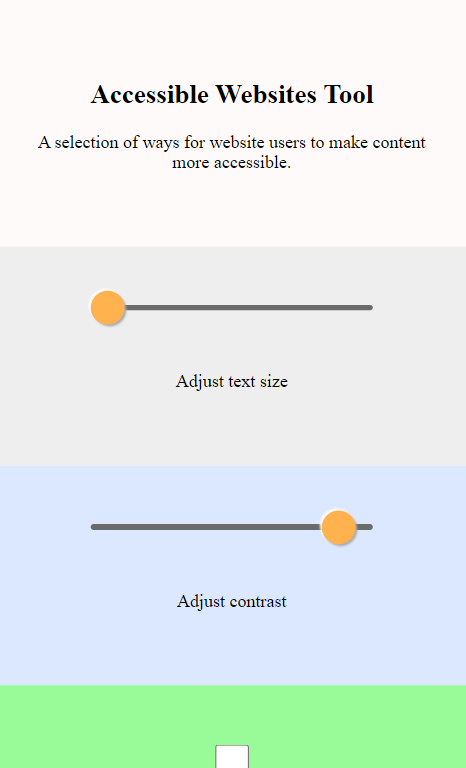 Accessible Websites Tool
A selection of ways for website users to make content
more accessible.
Adjust text size
Adjust contrast